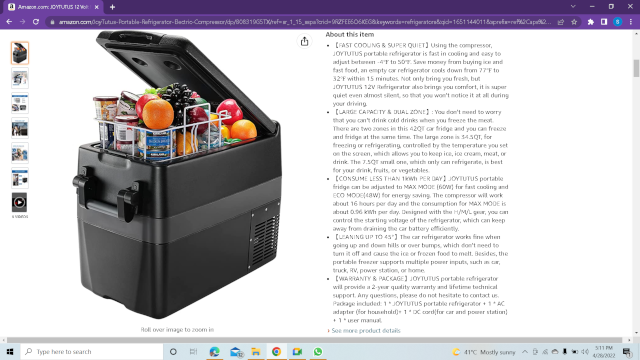 Amazon.com: JOYTUTUS 12 Volt
amazon.com/JoyTutus-Portable-Refrigerator-Electric-Compressor/dp/
About this item
【FAST COOLING & SUPER QUIET】Using the compressor,
JOYTUTUS portable refrigerator is fast in cooling and easy to
adjust between -4°F to 50°F. Save money from buying ice and
fast food, an empty car refrigerator cools down from 77°F to
32°F within 15 minutes. Not only bring you fresh, but
JOYTUTUS 12V Refrigerator also brings you comfort, it is super
quiet even almost silent, so that you won't notice it at all during
your driving.
【LARGE CAPACITY & DUAL ZONE】: You don't need to worry
that you can't drink cold drinks when you freeze the meat.
There are two zones in this 42QT car fridge and you can freeze
and fridge at the same time. The large zone is 34.5QT, for
freezing or refrigerating, controlled by the temperature you set
on the screen, which allows you to keep ice, ice cream, meat, or
drink. The 7.5QT small one, which only can refrigerate, is best
for your drink, fruits, or vegetables.
【CONSUME LESS THAN 1KWh PER DAY】JOYTUTUS portable
fridge can be adjusted to MAX MODE (60W) for fast cooling and
ECO MODE(48W) for energy saving. The compressor will work
about 16 hours per day and the consumption for MAX MODE is
about 0.96 kWh per day. Designed with the H/M/L gear, you can
control the starting voltage of the refrigerator, which can keep
away from draining the car battery efficiently.
【LEANING UP TO 45°】The car refrigerator works fine when
going up and down hills or over bumps, which don't need to
turn it off and cause the ice or frozen food to melt. Besides, the
portable freezer supports multiple power inputs, such as car,
truck, RV, power station, or home.
【WARRANTY & PACKAGE】JOYTUTUS portable refrigerator
will provide a 2-year quality warranty and lifetime technical
support. Any questions, please do not hesitate to contact us.
Package included: 1 * JOYTUTUS portable refrigerator + 1 * AC
adapter (for household)+ 1 * DC cord(for car and power station)
+ 1 * user manual.
› See more product details
Roll over image to zoom in
Type here to search
41°C Mostly sunny
5:11 PM
4/28/2022